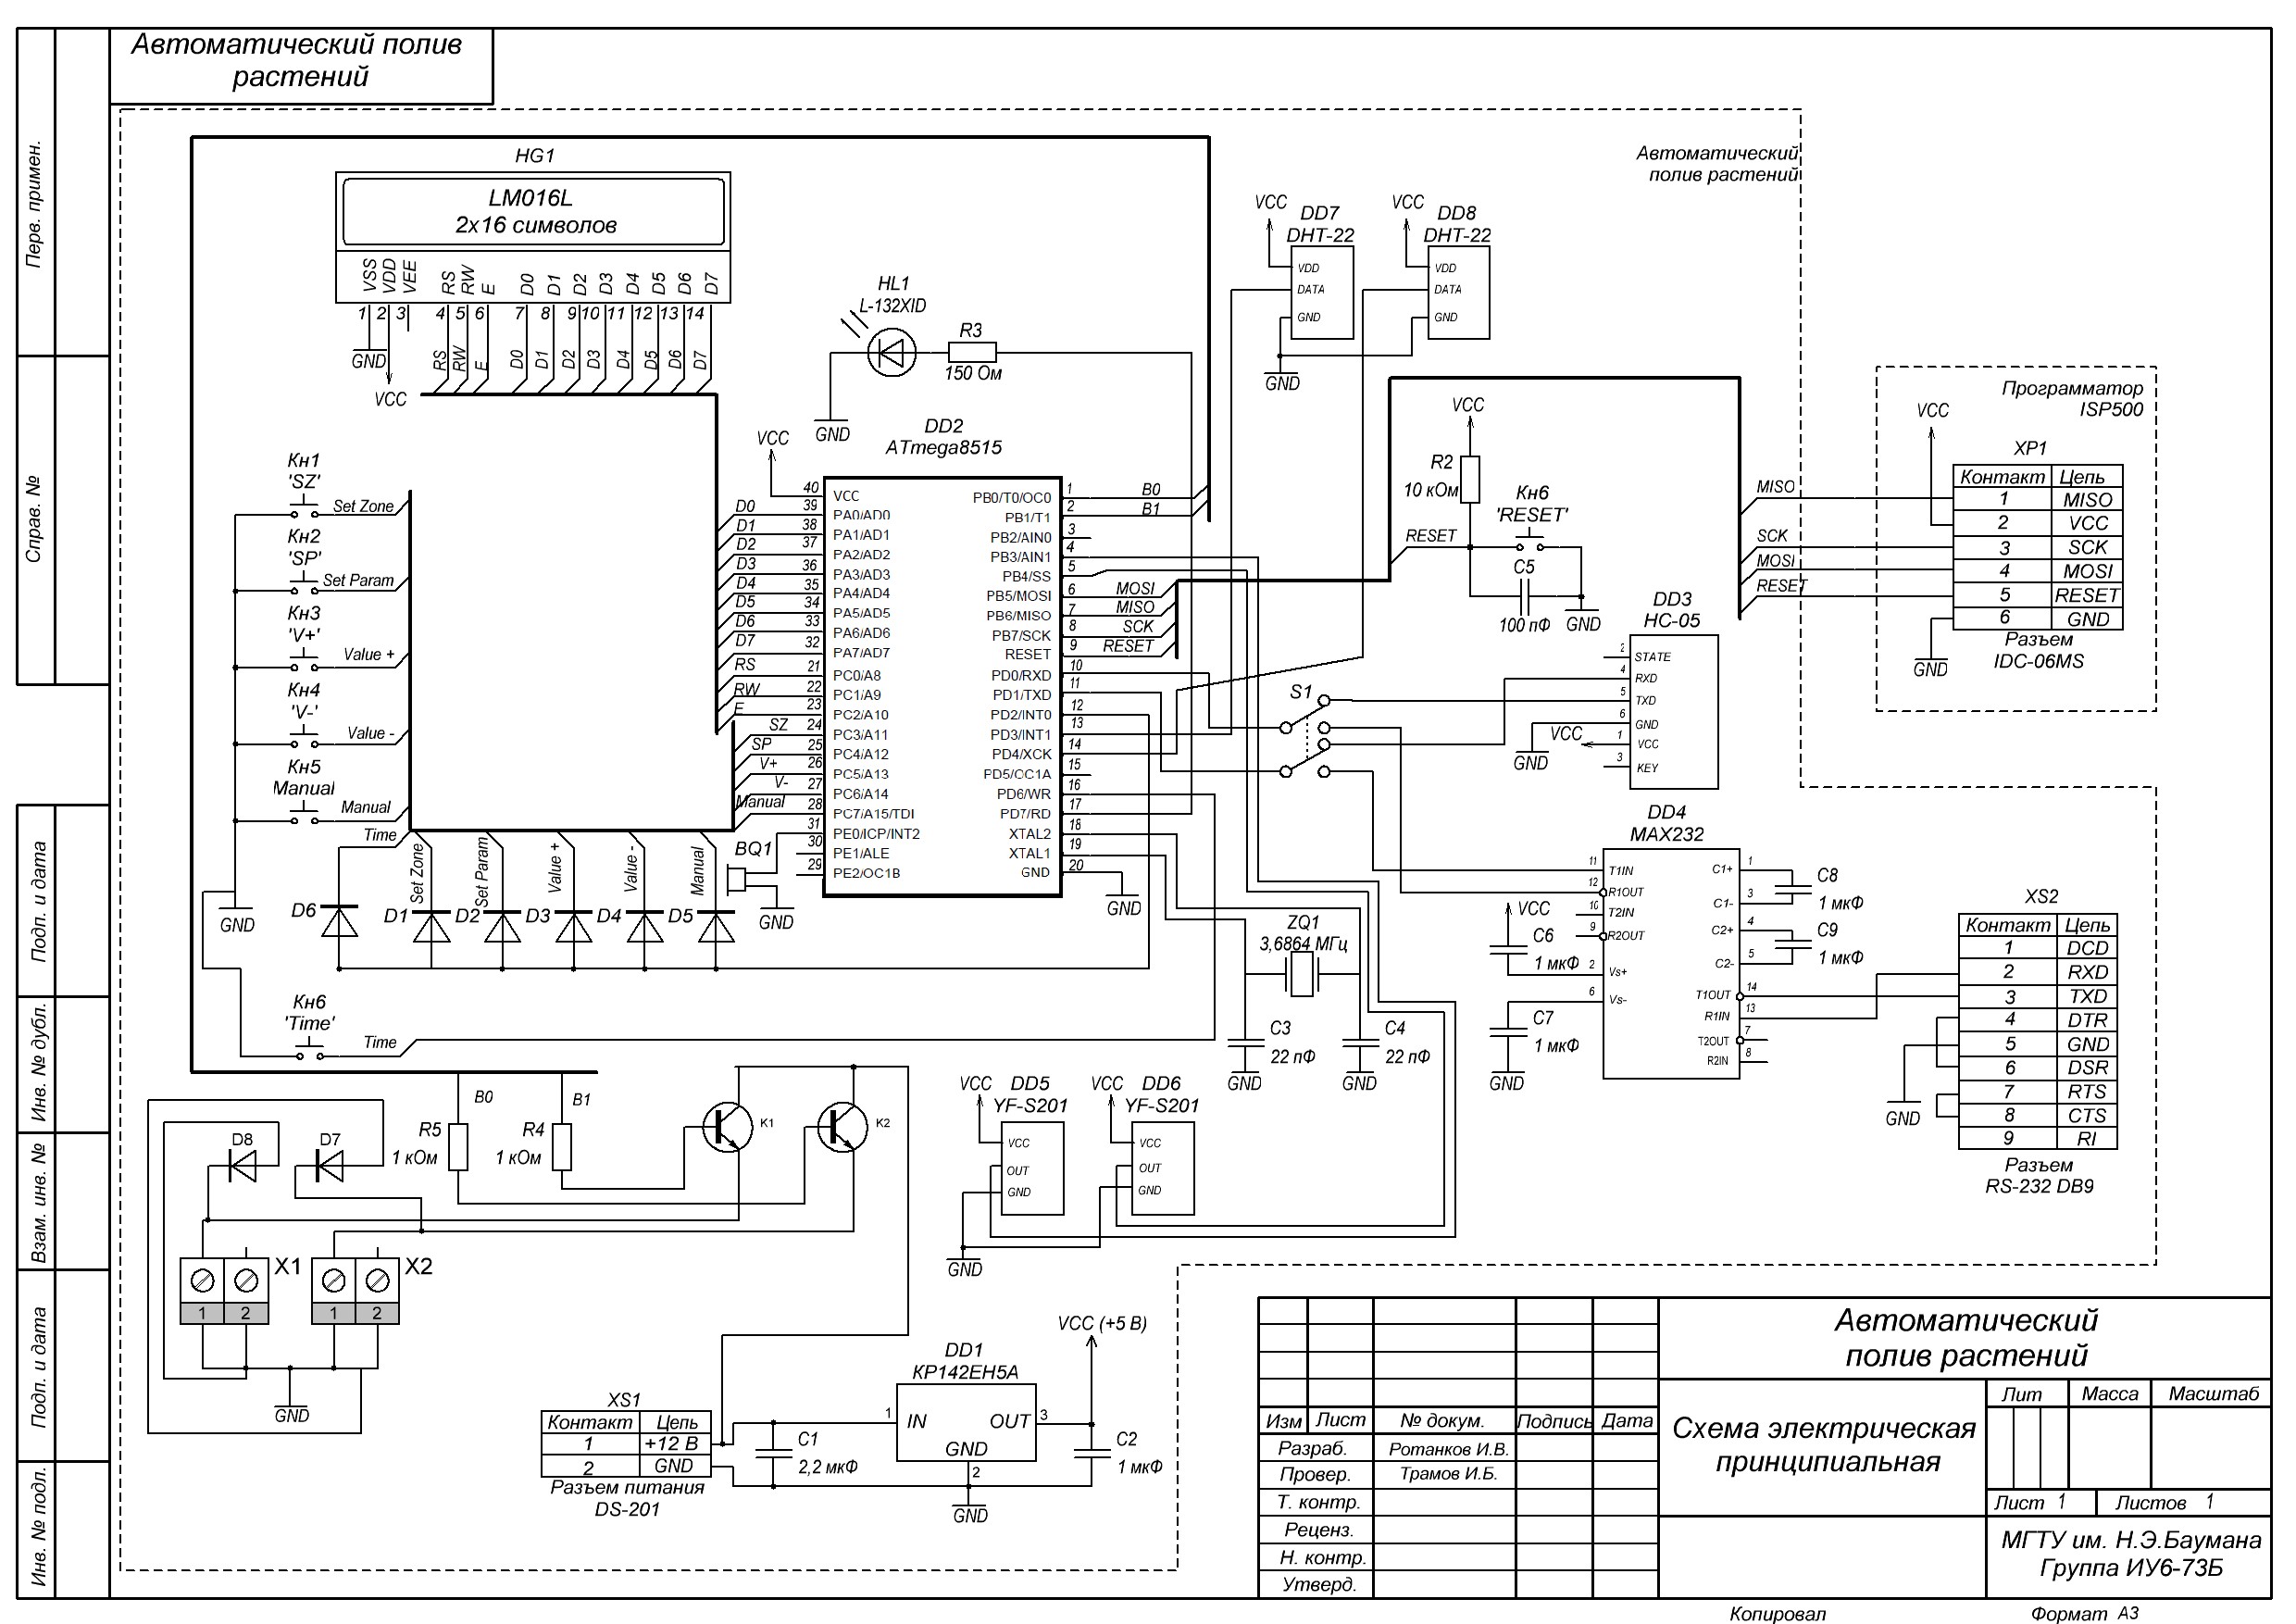 Автоматический полив
растений
Перв. примен.
Справ. №
Подп. и дата
Инв. № дубл.
Взам. инв. №
Подп. и дата
Инв. № подл.
Автоматический
полив растений
HG1
LM016L
2x16 символов
VSS VDD VEE RS RW E D0 D1 D2 D3 D4 D5 D6 D7
1 2 3 4 5 6 7 8 9 10 11 12 13 14
GND
VCC
RS RW E D0 D1 D2 D3 D4 D5 D6 D7
HL1
L-132XID
R3
150 Ом
GND
VCC
DD7
DHT-22
VDD
DATA
GND
GND
VCC
DD8
DHT-22
VDD
DATA
GND
Кн1
'SZ'
Set Zone
Кн2
'SP'
Set Param
Кн3
'V+'
Value +
Кн4
'V-'
Value -
Кн5
Manual
Manual
Time
GND
D6
D1
D2
D3
D4
D5
Set Zone
Set Param
Value +
Value -
Manual
Кн6
'Time'
Time
BQ1
GND
DD2
ATmega8515
VCC
40 VCC
D0 39 PA0/AD0
D1 38 PA1/AD1
D2 37 PA2/AD2
D3 36 PA3/AD3
D4 35 PA4/AD4
D5 34 PA5/AD5
D6 33 PA6/AD6
D7 32 PA7/AD7
RS 21 PC0/A8
RW 22 PC1/A9
E 23 PC2/A10
SZ 24 PC3/A11
SP 25 PC4/A12
V+ 26 PC5/A13
V- 27 PC6/A14
Manual 28 PC7/A15/TDI
31 PE0/ICP/INT2
30 PE1/ALE
29 PE2/OC1B
PB0/T0/OC0 1 B0
PB1/T1 2 B1
PB2/AIN0 3
PB3/AIN1 4
PB4/SS 5
PB5/MOSI 6 MOSI
PB6/MISO 7 MISO
PB7/SCK 8 SCK
RESET 9 RESET
PD0/RXD 10
PD1/TXD 11
PD2/INT0 12
PD3/INT1 13
PD4/XCK 14
PD5/OC1A 15
PD6/WR 16
PD7/RD 17
XTAL2 18
XTAL1 19
GND 20
GND
VCC
R2
10 кОм
RESET
Кн6
'RESET'
C5
100 пФ
GND
MISO
SCK
MOSI
RESET
Программатор
ISP500
VCC
XP1
Контакт Цепь
1 MISO
2 VCC
3 SCK
4 MOSI
5 RESET
6 GND
Разъем
IDC-06MS
GND
S1
DD3
HC-05
2 STATE
4 RXD
5 TXD
6 GND
VCC 1 VCC
3 KEY
GND
DD4
MAX232
11 T1IN
12 R1OUT
10 T2IN
9 R2OUT
2 Vs+
6 Vs-
C1+ 1
C1- 3
C2+ 4
C2- 5
T1OUT 14
R1IN 13
T2OUT 7
R2IN 8
C8
1 мкФ
C9
1 мкФ
VCC
C6
1 мкФ
C7
1 мкФ
GND
XS2
Контакт Цепь
1 DCD
2 RXD
3 TXD
4 DTR
5 GND
6 DSR
7 RTS
8 CTS
9 RI
Разъем
RS-232 DB9
GND
ZQ1
3,6864 МГц
C3
22 пФ
GND
C4
22 пФ
GND
VCC
DD5
YF-S201
VCC
OUT
GND
VCC
DD6
YF-S201
VCC
OUT
GND
GND
B0
R5
1 кОм
B1
R4
1 кОм
K1
K2
D8
D7
X1
1 2
X2
1 2
GND
XS1
Контакт Цепь
1 +12 В
2 GND
Разъем питания
DS-201
C1
2,2 мкФ
DD1
КР142ЕН5А
1 IN
OUT 3
GND
2
GND
VCC (+5 В)
C2
1 мкФ
Автоматический
полив растений
Схема электрическая
принципиальная
Лит Масса Масштаб
Лист 1 Листов 1
МГТУ им. Н.Э.Баумана
Группа ИУ6-73Б
Изм Лист № докум. Подпись Дата
Разраб. Ротанков И.В.
Провер. Трамов И.Б.
Т. контр.
Реценз.
Н. контр.
Утверд.
Копировал Формат А3